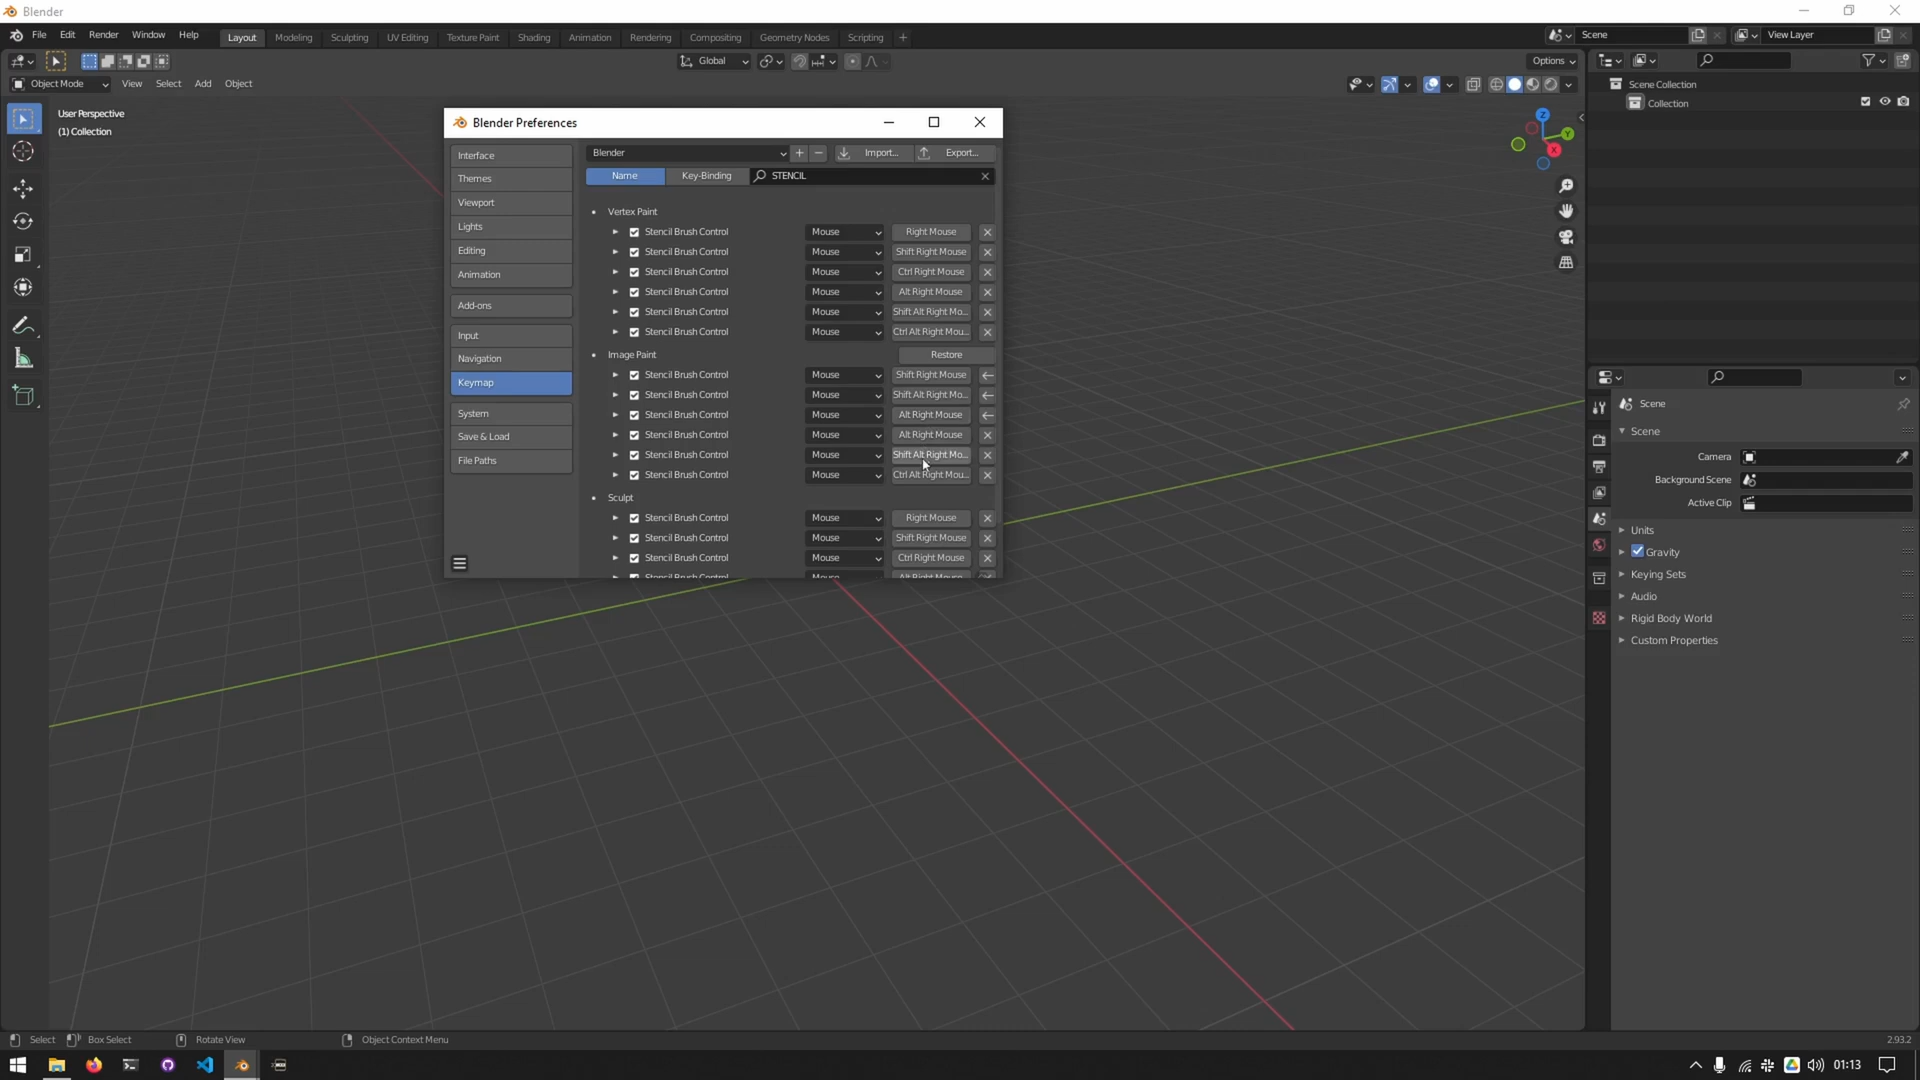 Blender
File Edit Render Window Help
Layout Modeling Sculpting UV Editing Texture Paint Shading Animation Rendering Compositing Geometry Nodes Scripting +
Scene
View Layer
Global
Options
Object Mode View Select Add Object
User Perspective
(1) Collection
Z
Y
X
Scene Collection
Collection
Blender Preferences
Interface
Themes
Viewport
Lights
Editing
Animation
Add-ons
Input
Navigation
Keymap
System
Save & Load
File Paths
Blender
Import...
Export...
Name
Key-Binding
STENCIL
Vertex Paint
Stencil Brush Control Mouse Right Mouse
Stencil Brush Control Mouse Shift Right Mouse
Stencil Brush Control Mouse Ctrl Right Mouse
Stencil Brush Control Mouse Alt Right Mouse
Stencil Brush Control Mouse Shift Alt Right Mo...
Stencil Brush Control Mouse Ctrl Alt Right Mou...
Image Paint Restore
Stencil Brush Control Mouse Shift Right Mouse
Stencil Brush Control Mouse Shift Alt Right Mo...
Stencil Brush Control Mouse Alt Right Mouse
Stencil Brush Control Mouse Alt Right Mouse
Stencil Brush Control Mouse Shift Alt Right Mo...
Stencil Brush Control Mouse Ctrl Alt Right Mou...
Sculpt
Stencil Brush Control Mouse Right Mouse
Stencil Brush Control Mouse Shift Right Mouse
Stencil Brush Control Mouse Ctrl Right Mouse
Stencil Brush Control Mouse Alt Right Mouse
Scene
Scene
Camera
Background Scene
Active Clip
Units
Gravity
Keying Sets
Audio
Rigid Body World
Custom Properties
Select Box Select Rotate View Object Context Menu 2.93.2
01:13